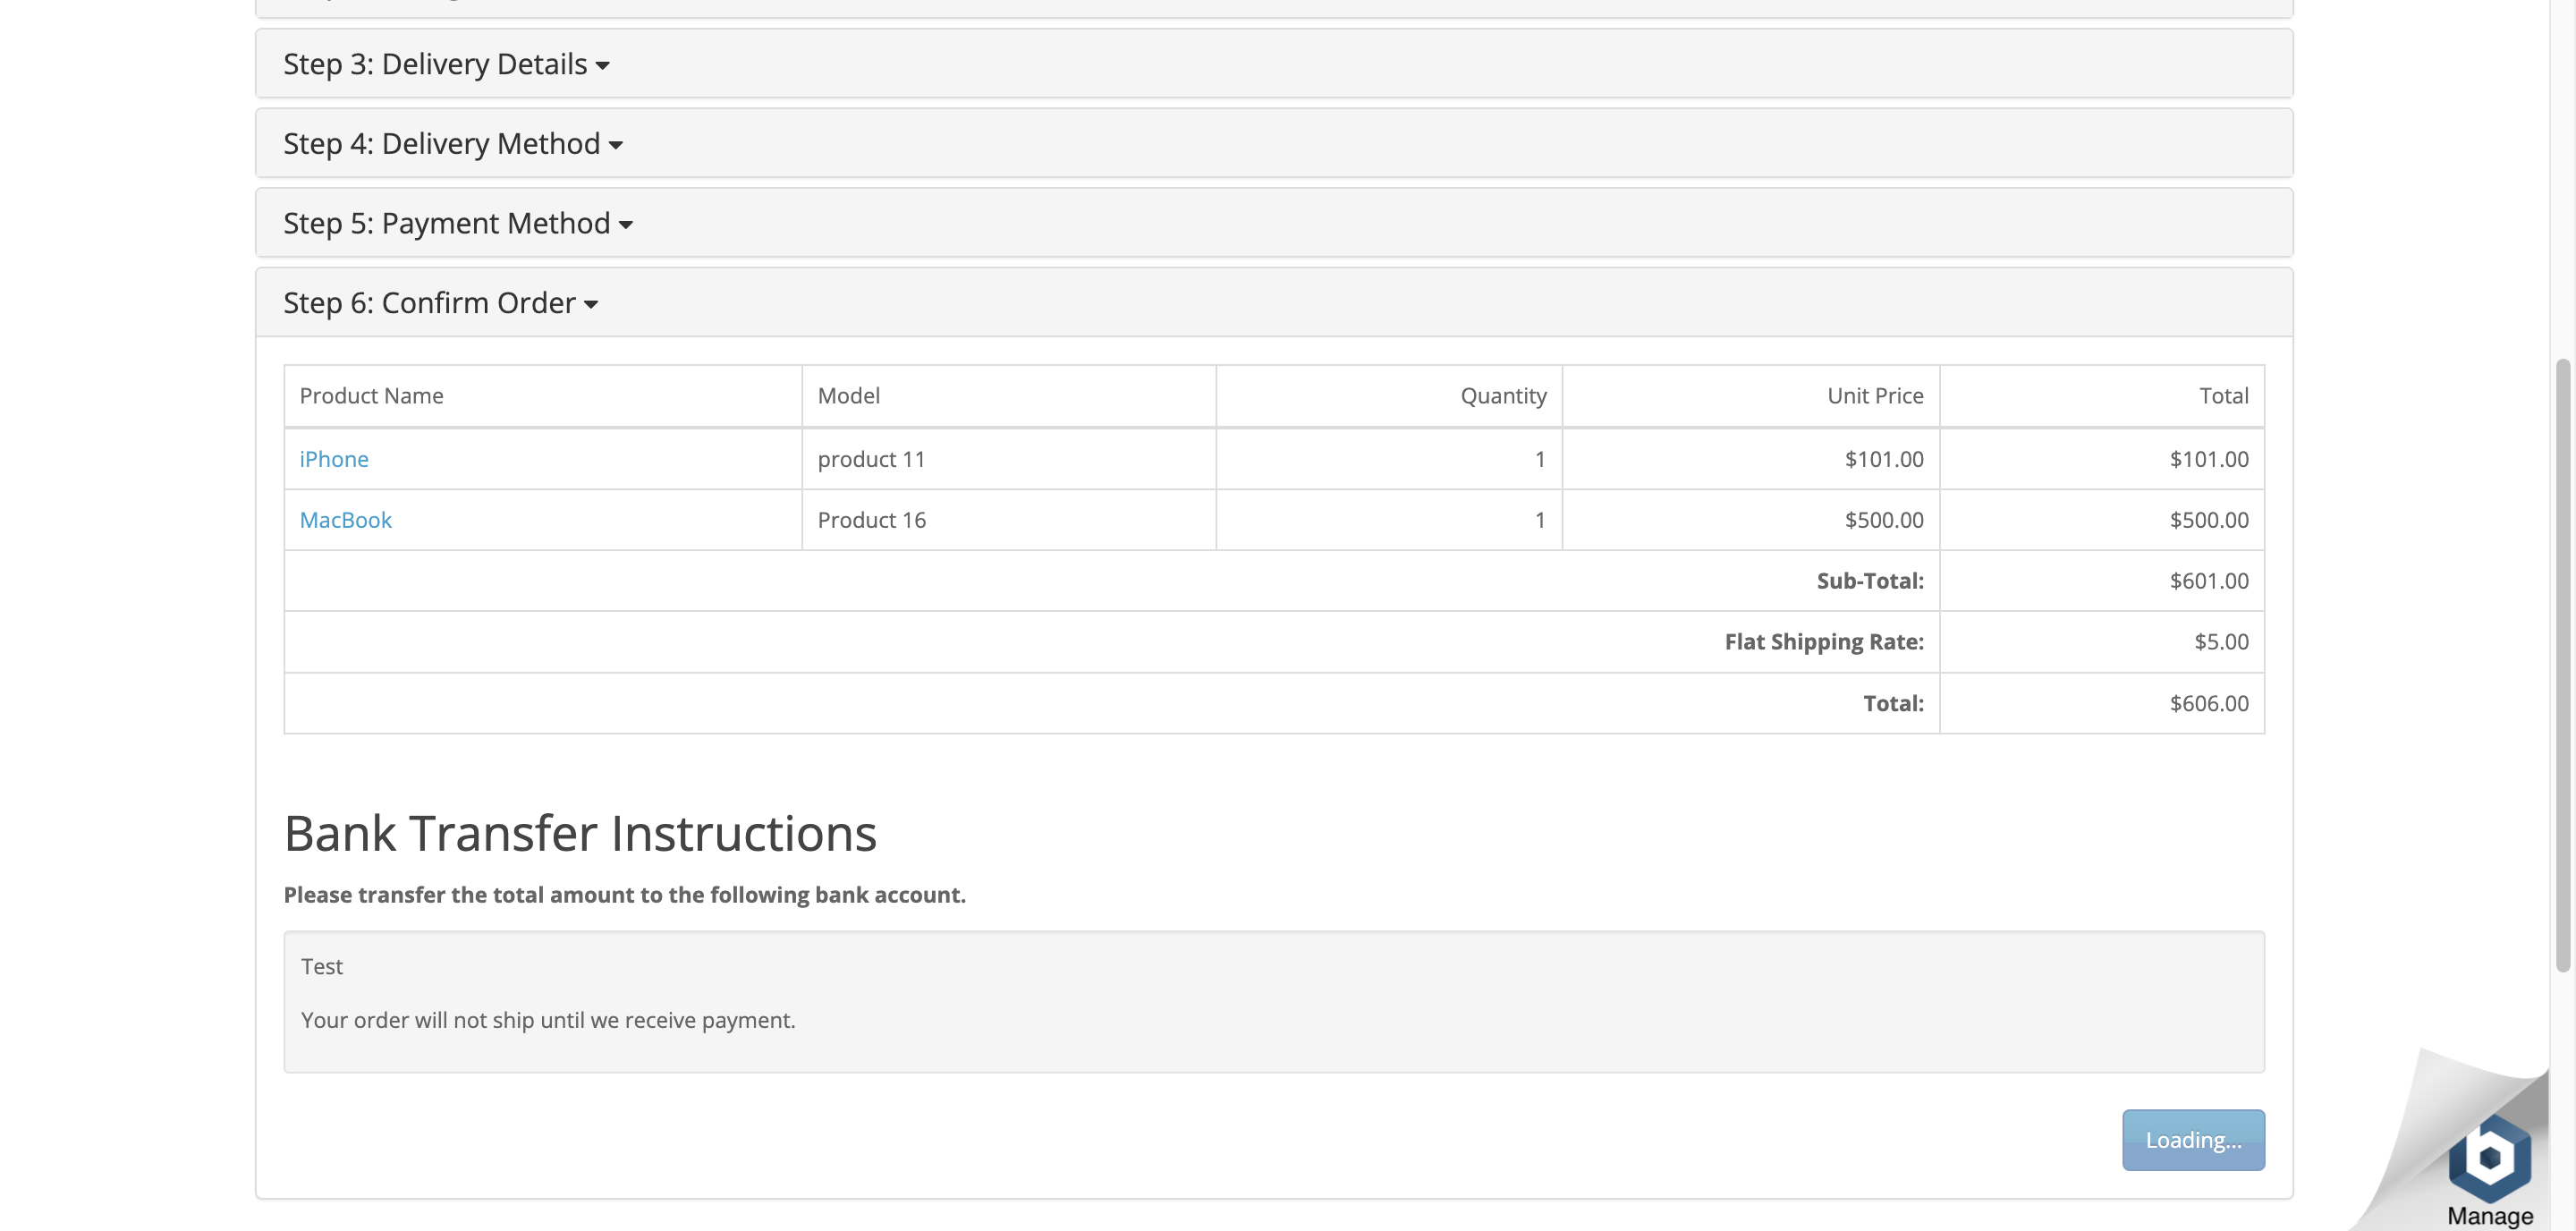 Step 3: Delivery Details
Step 4: Delivery Method
Step 5: Payment Method
Step 6: Confirm Order
Product Name Model Quantity Unit Price Total
iPhone product 11 1 $101.00 $101.00
MacBook Product 16 1 $500.00 $500.00
Sub-Total: $601.00
Flat Shipping Rate: $5.00
Total: $606.00
Bank Transfer Instructions
Please transfer the total amount to the following bank account.
Test
Your order will not ship until we receive payment.
Loading...
Manage